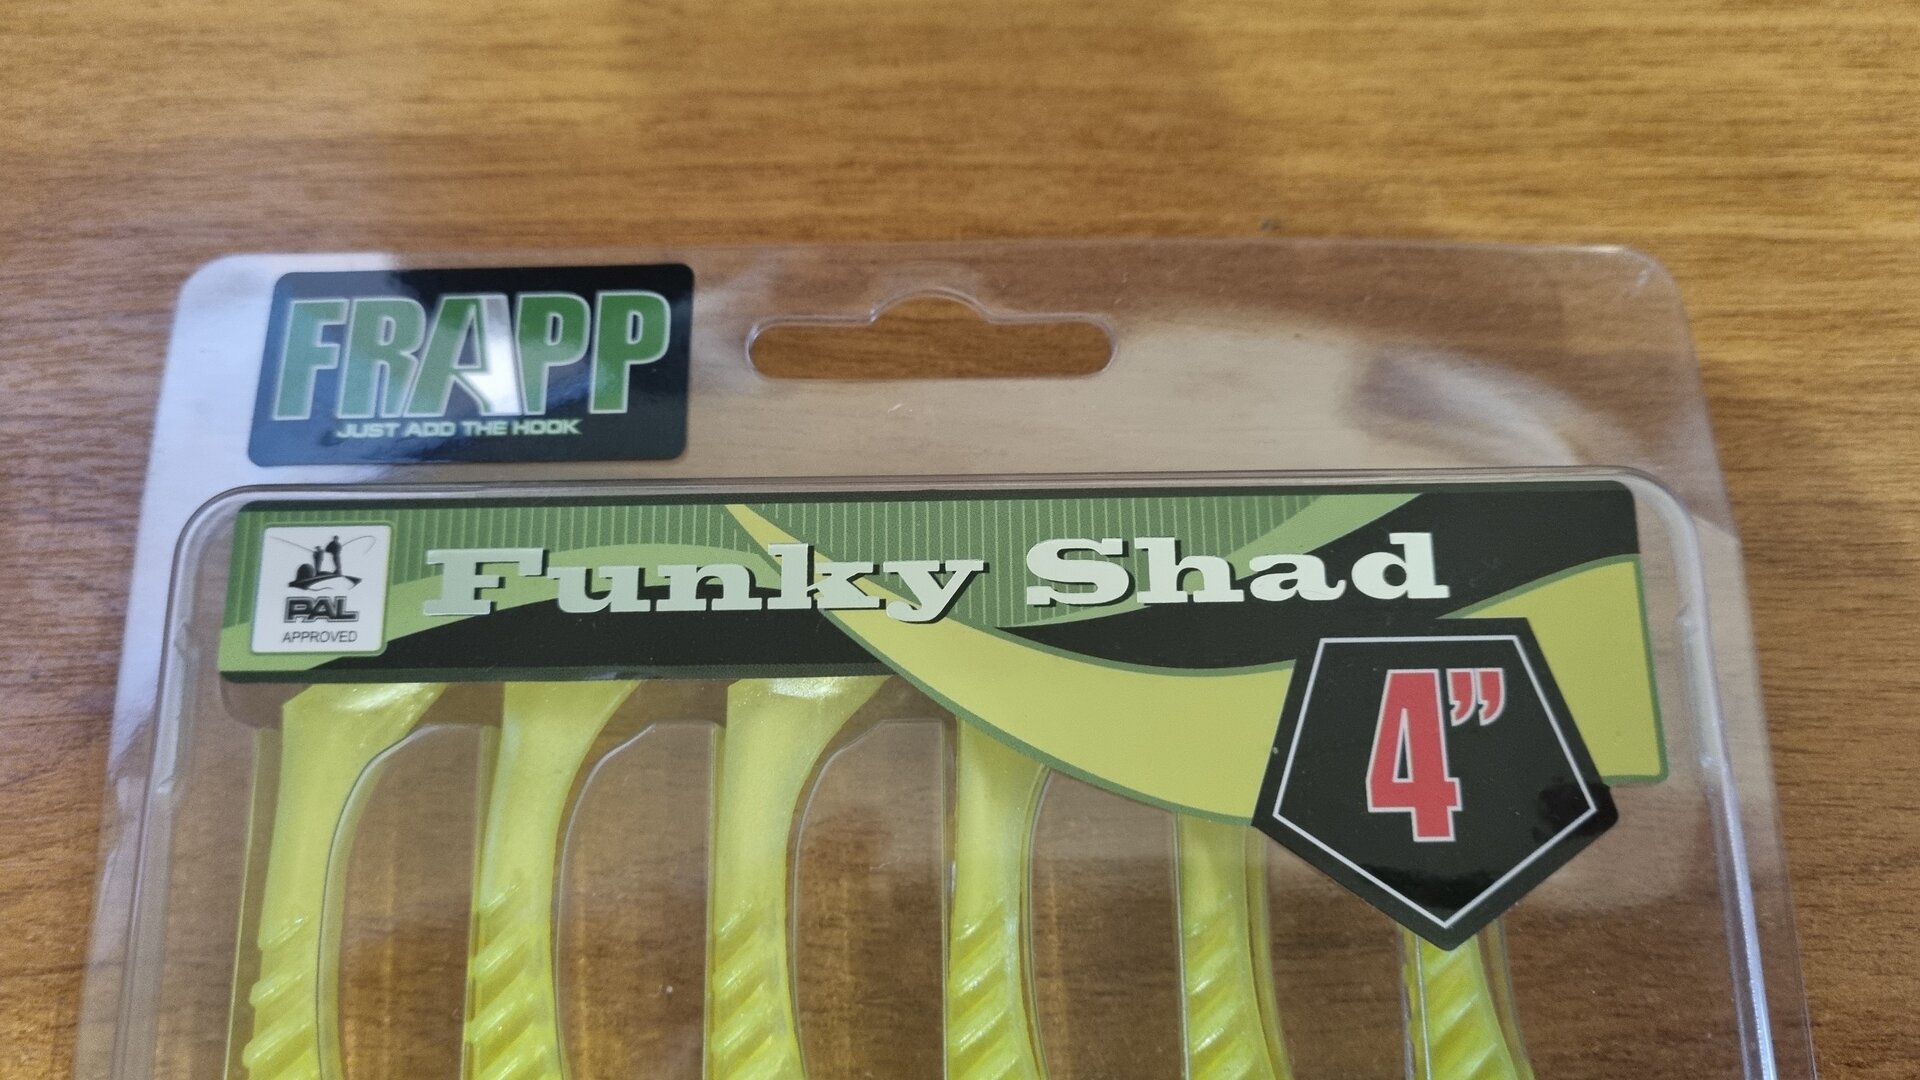 FRAPP
JUST ADD THE HOOK
PAL
APPROVED
Funky Shad
4”